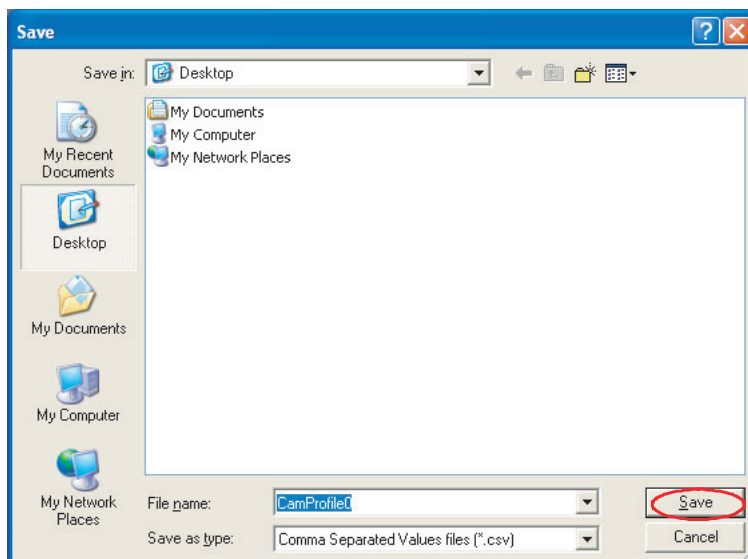 Save
Save in:
Desktop
My Documents
My Computer
My Network Places
My Recent
Documents
Desktop
My Documents
My Computer
My Network
Places
File name:
CamProfile0
Save
Save as type:
Comma Separated Values files (*.csv)
Cancel